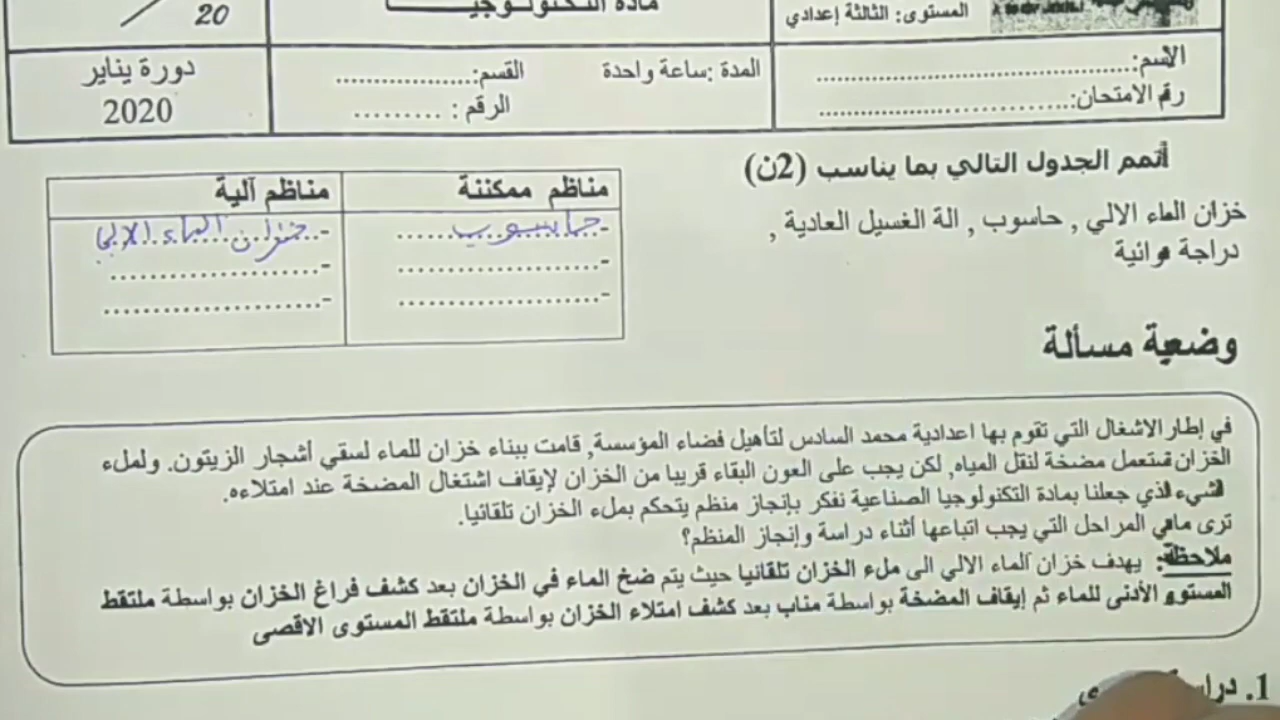 مادة التكنولوجيا
20
المستوى: الثالثة إعدادي
الاسم:
رقم الامتحان:
المدة :ساعة واحدة
القسم:
الرقم :
دورة يناير
2020
أتمم الجدول التالي بما يناسب (2ن)
خزان الماء الالي , حاسوب , الة الغسيل العادية ,
دراجة هوائية
مناظم ممكننة
مناظم آلية
- حاسوب
- خزان الماء الالي
وضعية مسألة
في إطار الاشغال التي تقوم بها اعدادية محمد السادس لتأهيل فضاء المؤسسة, قامت ببناء خزان للماء لسقي أشجار الزيتون. ولملء
الخزان تستعمل مضخة لنقل المياه, لكن يجب على العون البقاء قريبا من الخزان لإيقاف اشتغال المضخة عند امتلاءه.
الشيء الذي جعلنا بمادة التكنولوجيا الصناعية نفكر بإنجاز منظم يتحكم بملء الخزان تلقائيا.
ترى ماهي المراحل التي يجب اتباعها أثناء دراسة وإنجاز المنظم؟
ملاحظة: يهدف خزان الماء الالي الى ملء الخزان تلقائيا حيث يتم ضخ الماء في الخزان بعد كشف فراغ الخزان بواسطة ملتقط
المستوى الأدنى للماء ثم إيقاف المضخة بواسطة مناب بعد كشف امتلاء الخزان بواسطة ملتقط المستوى الاقصى
1.